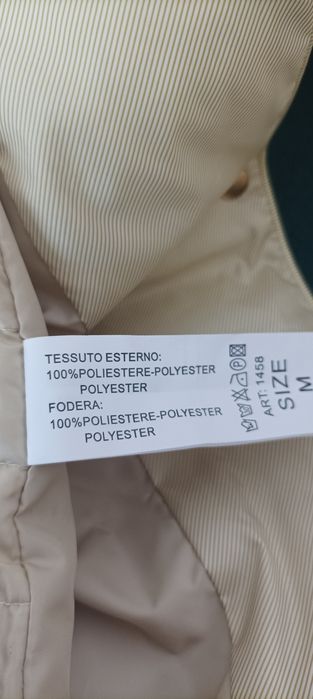 TESSUTO ESTERNO:
100%POLIESTERE-POLYESTER
POLYESTER
FODERA:
100%POLIESTERE-POLYESTER
POLYESTER
ART: 1458
SIZE
M